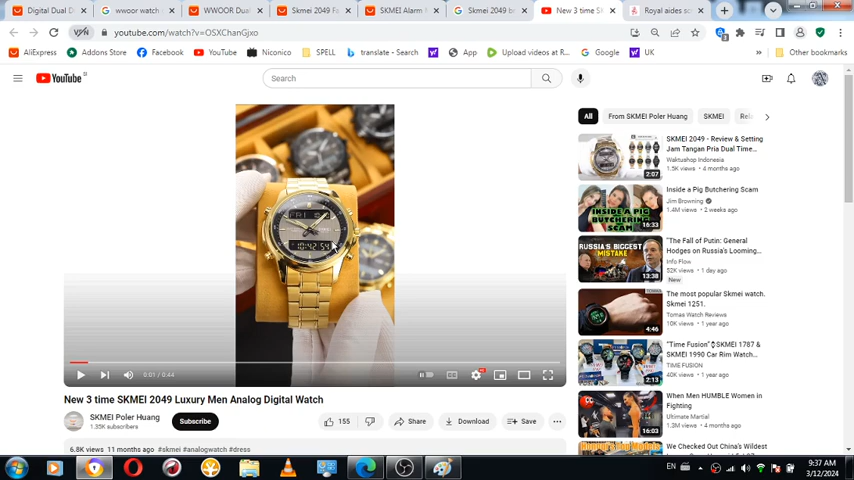 Digital Dual D
wwoor watch
WWOOR Dual
Skmei 2049 Fa
SKMEI Alarm M
Skmei 2049 b
New 3 time S
Royal aides so
VPN
youtube.com/watch?v=OSXChanGjxo
AliExpress
Addons Store
Facebook
YouTube
Niconico
SPELL
translate - Search
App
Upload videos at r...
Google
UK
Other bookmarks
YouTube
Search
All
From SKMEI Poler Huang
SKMEI
Rela
SKMEI 2049 - Review & Setting
Jam Tangan Pria Dual Time...
Waktushop Indonesia
1.5K views • 4 months ago
2:07
Inside a Pig Butchering Scam
Jim Browning
1.4M views • 2 weeks ago
INSIDE A PIG
BUTCHERING
SCAM
16:33
"The Fall of Putin: General
Hodges on Russia's Looming...
Info Flow
52K views • 1 day ago
New
RUSSIA'S BIGGEST
MISTAKE
13:38
The most popular Skmei watch.
Skmei 1251.
Tomas Watch Reviews
10K views • 1 year ago
4:46
"Time Fusion" SKMEI 1787 &
SKMEI 1990 Car Rim Watch...
TIME FUSION
40K views • 1 year ago
2:13
When Men HUMBLE Women in
Fighting
Ultimate Martial
10K views • 4 months ago
16:03
We Checked Out China's Wildest
FRI
10:42 54
0:01 / 0:44
CC
New 3 time SKMEI 2049 Luxury Men Analog Digital Watch
SKMEI Poler Huang
1.35K subscribers
Subscribe
155
Share
Download
Save
6.8K views 11 months ago #skmei #analogwatch #dress
EN
9:37 AM
3/12/2024